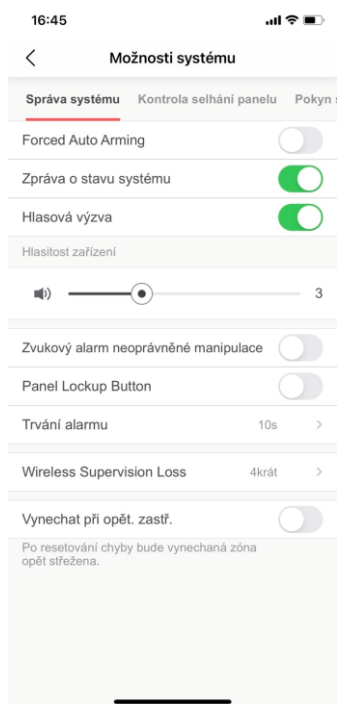 16:45
Možnosti systému
Správa systému Kontrola selhání panelu Pokyn
Forced Auto Arming
Zpráva o stavu systému
Hlasová výzva
Hlasitost zařízení
3
Zvukový alarm neoprávněné manipulace
Panel Lockup Button
Trvání alarmu 10s
Wireless Supervision Loss 4krát
Vynechat při opět. zastř.
Po resetování chyby bude vynechaná zóna
opět střežena.